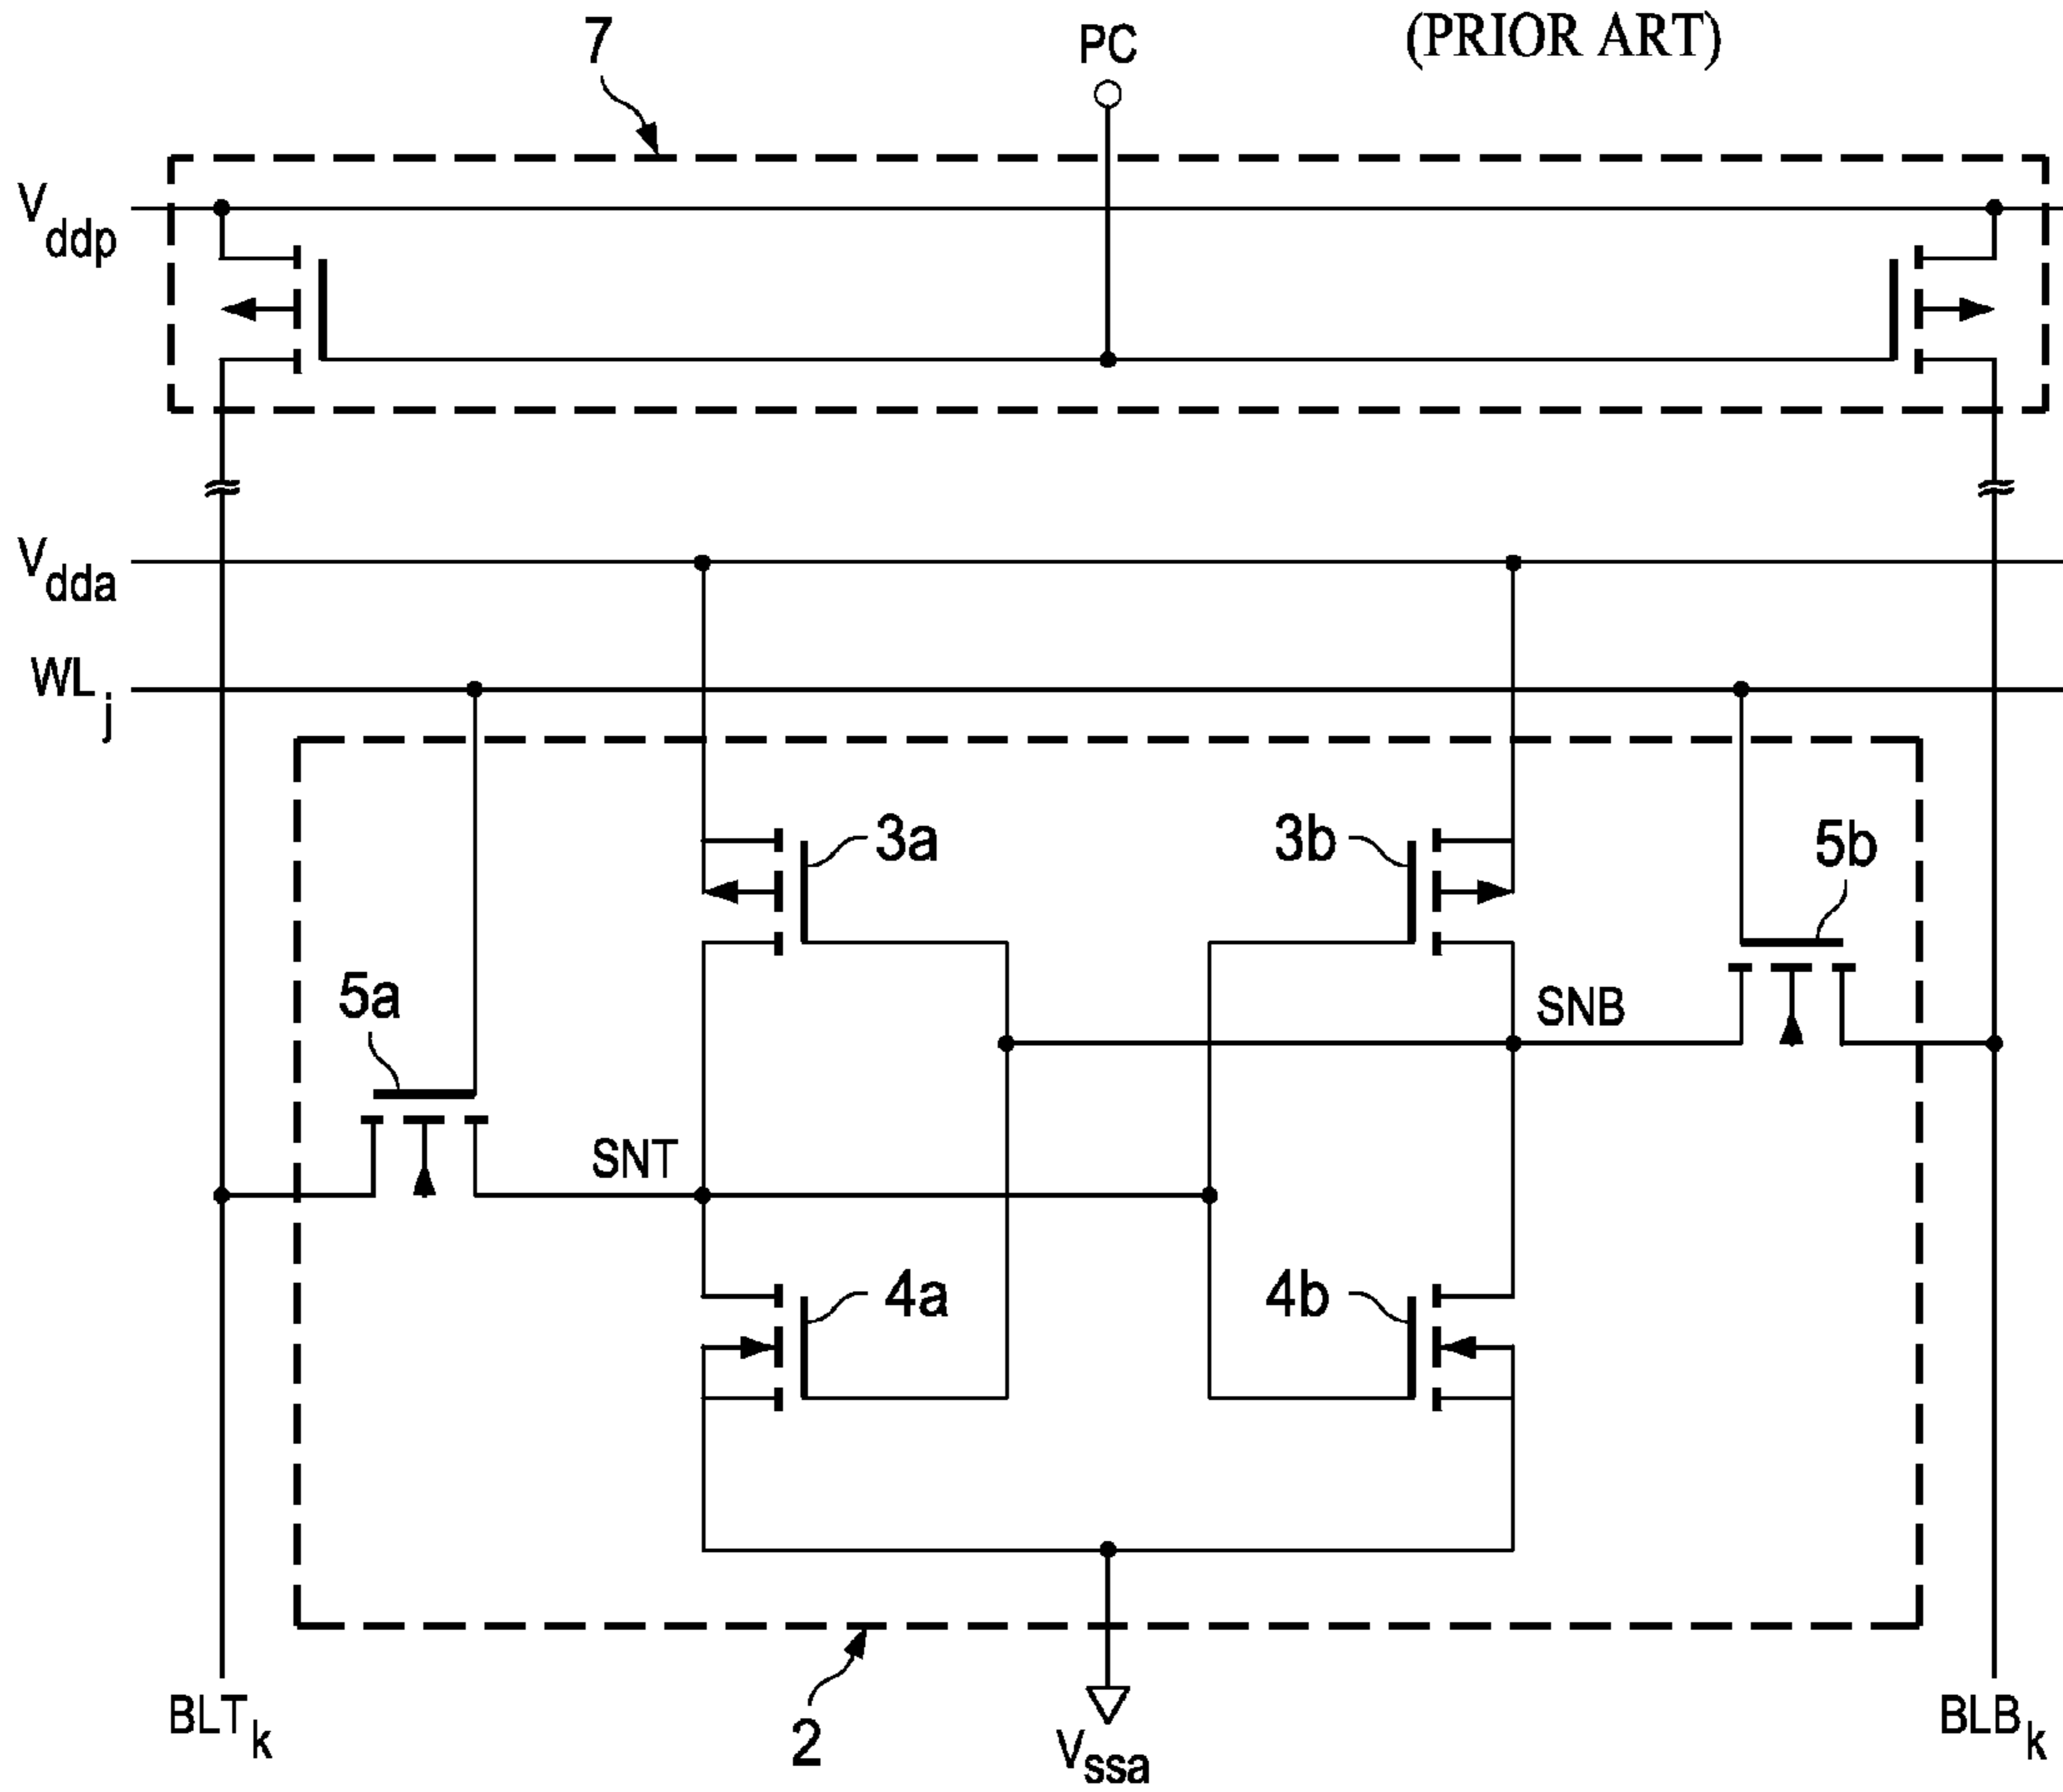 7
PC
(PRIOR ART)
Vddp
Vdda
WLj
3a
3b
5b
5a
SNB
SNT
4a
4b
BLTk
2
Vssa
BLBk